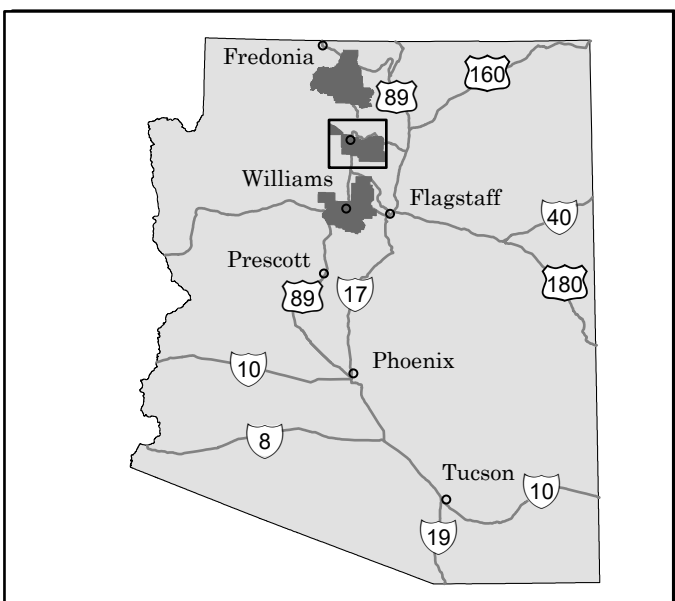 Fredonia
160
89
Williams
Flagstaff
40
Prescott
180
89
17
Phoenix
10
8
Tucson
10
19